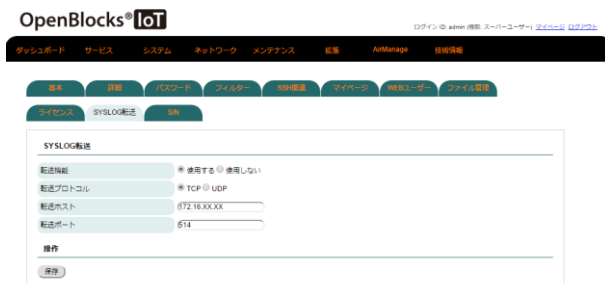 OpenBlocks® IoT
ログインID: admin (権限: スーパーユーザー) マイページ ログアウト
ダッシュボード サービス システム ネットワーク メンテナンス 拡張 AirManage 技術情報
基本 詳細 パスワード フィルター SSH関連 マイページ WEBユーザー ファイル管理
ライセンス SYSLOG転送 SIN
SYSLOG転送
転送機能 使用する 使用しない
転送プロトコル TCP UDP
転送ホスト 172.16.XX.XX
転送ポート 514
操作
保存